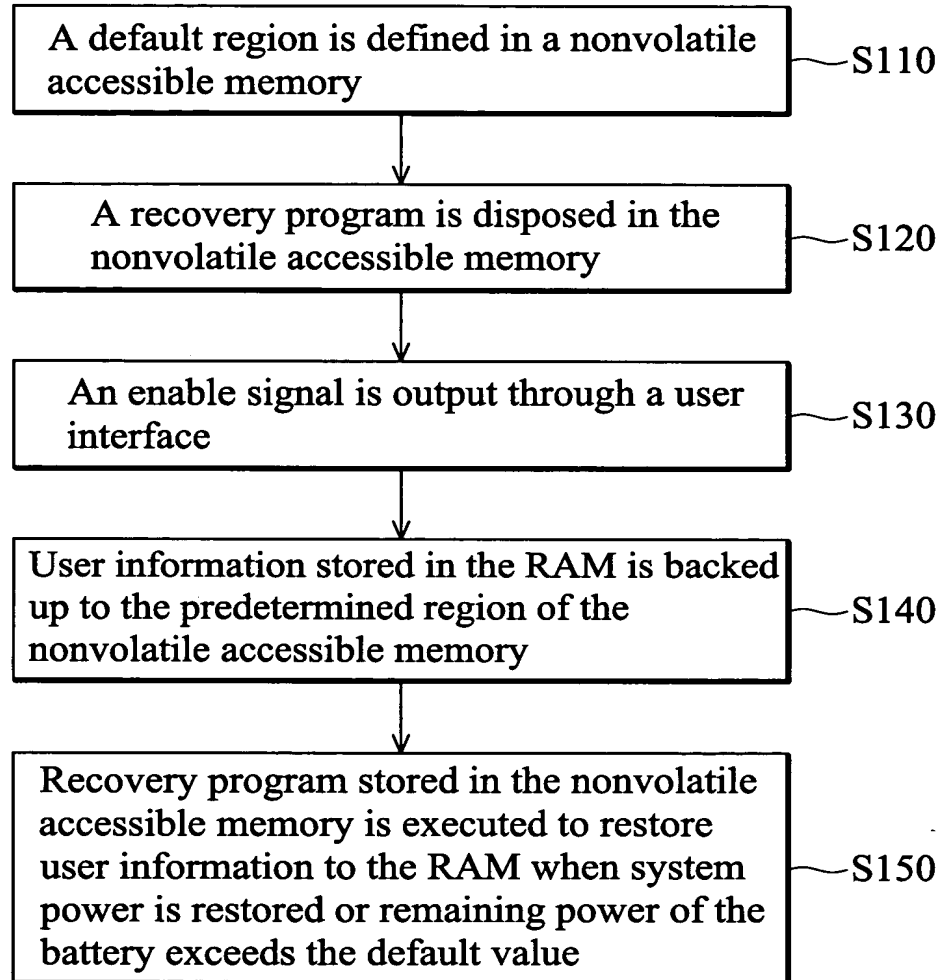 A default region is defined in a nonvolatile
accessible memory
S110
A recovery program is disposed in the
nonvolatile accessible memory
S120
An enable signal is output through a user
interface
S130
User information stored in the RAM is backed
up to the predetermined region of the
nonvolatile accessible memory
S140
Recovery program stored in the nonvolatile
accessible memory is executed to restore
user information to the RAM when system
power is restored or remaining power of the
battery exceeds the default value
S150